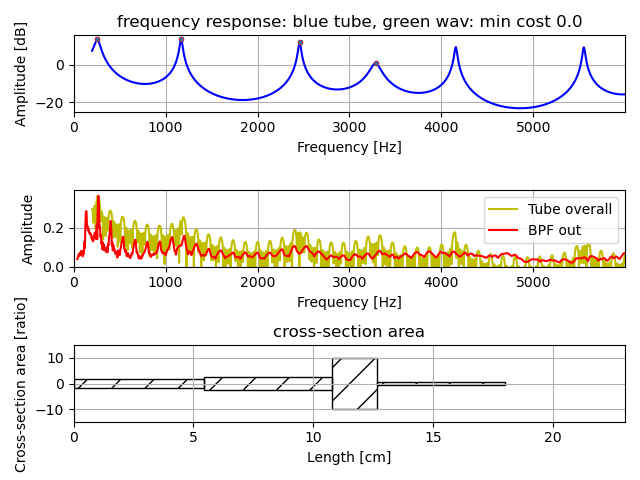 frequency response: blue tube, green wav: min cost 0.0
Amplitude [dB]
0
−20
0 1000 2000 3000 4000 5000
Frequency [Hz]
Amplitude
0.2
0.0
Tube overall
BPF out
0 1000 2000 3000 4000 5000
Frequency [Hz]
cross-section area
Cross-section area [ratio]
10
0
−10
0 5 10 15 20
Length [cm]